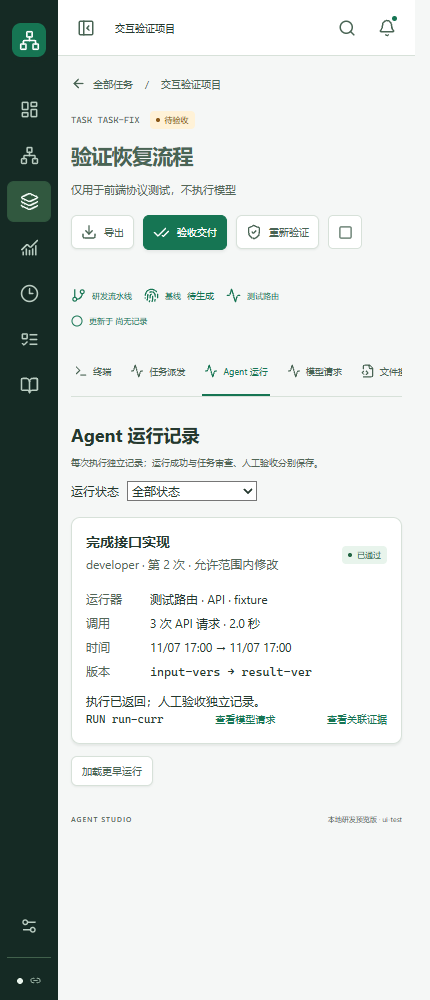 交互验证项目
全部任务 / 交互验证项目
TASK TASK-FIX 待验收
验证恢复流程
仅用于前端协议测试，不执行模型
导出 验收交付 重新验证
研发流水线 基线 待生成 测试路由
更新于 尚无记录
终端 任务派发 Agent 运行 模型请求
Agent 运行记录
每次执行独立记录；运行成功与任务审查、人工验收分别保存。
运行状态 全部状态
完成接口实现
developer · 第 2 次 · 允许范围内修改
已通过
运行器 测试路由 · API · fixture
调用 3 次 API 请求 · 2.0 秒
时间 11/07 17:00 → 11/07 17:00
版本 input-vers → result-ver
执行已返回；人工验收独立记录。
RUN run-curr 查看模型请求 查看关联证据
加载更早运行
AGENT STUDIO 本地研发预览版 · ui-test